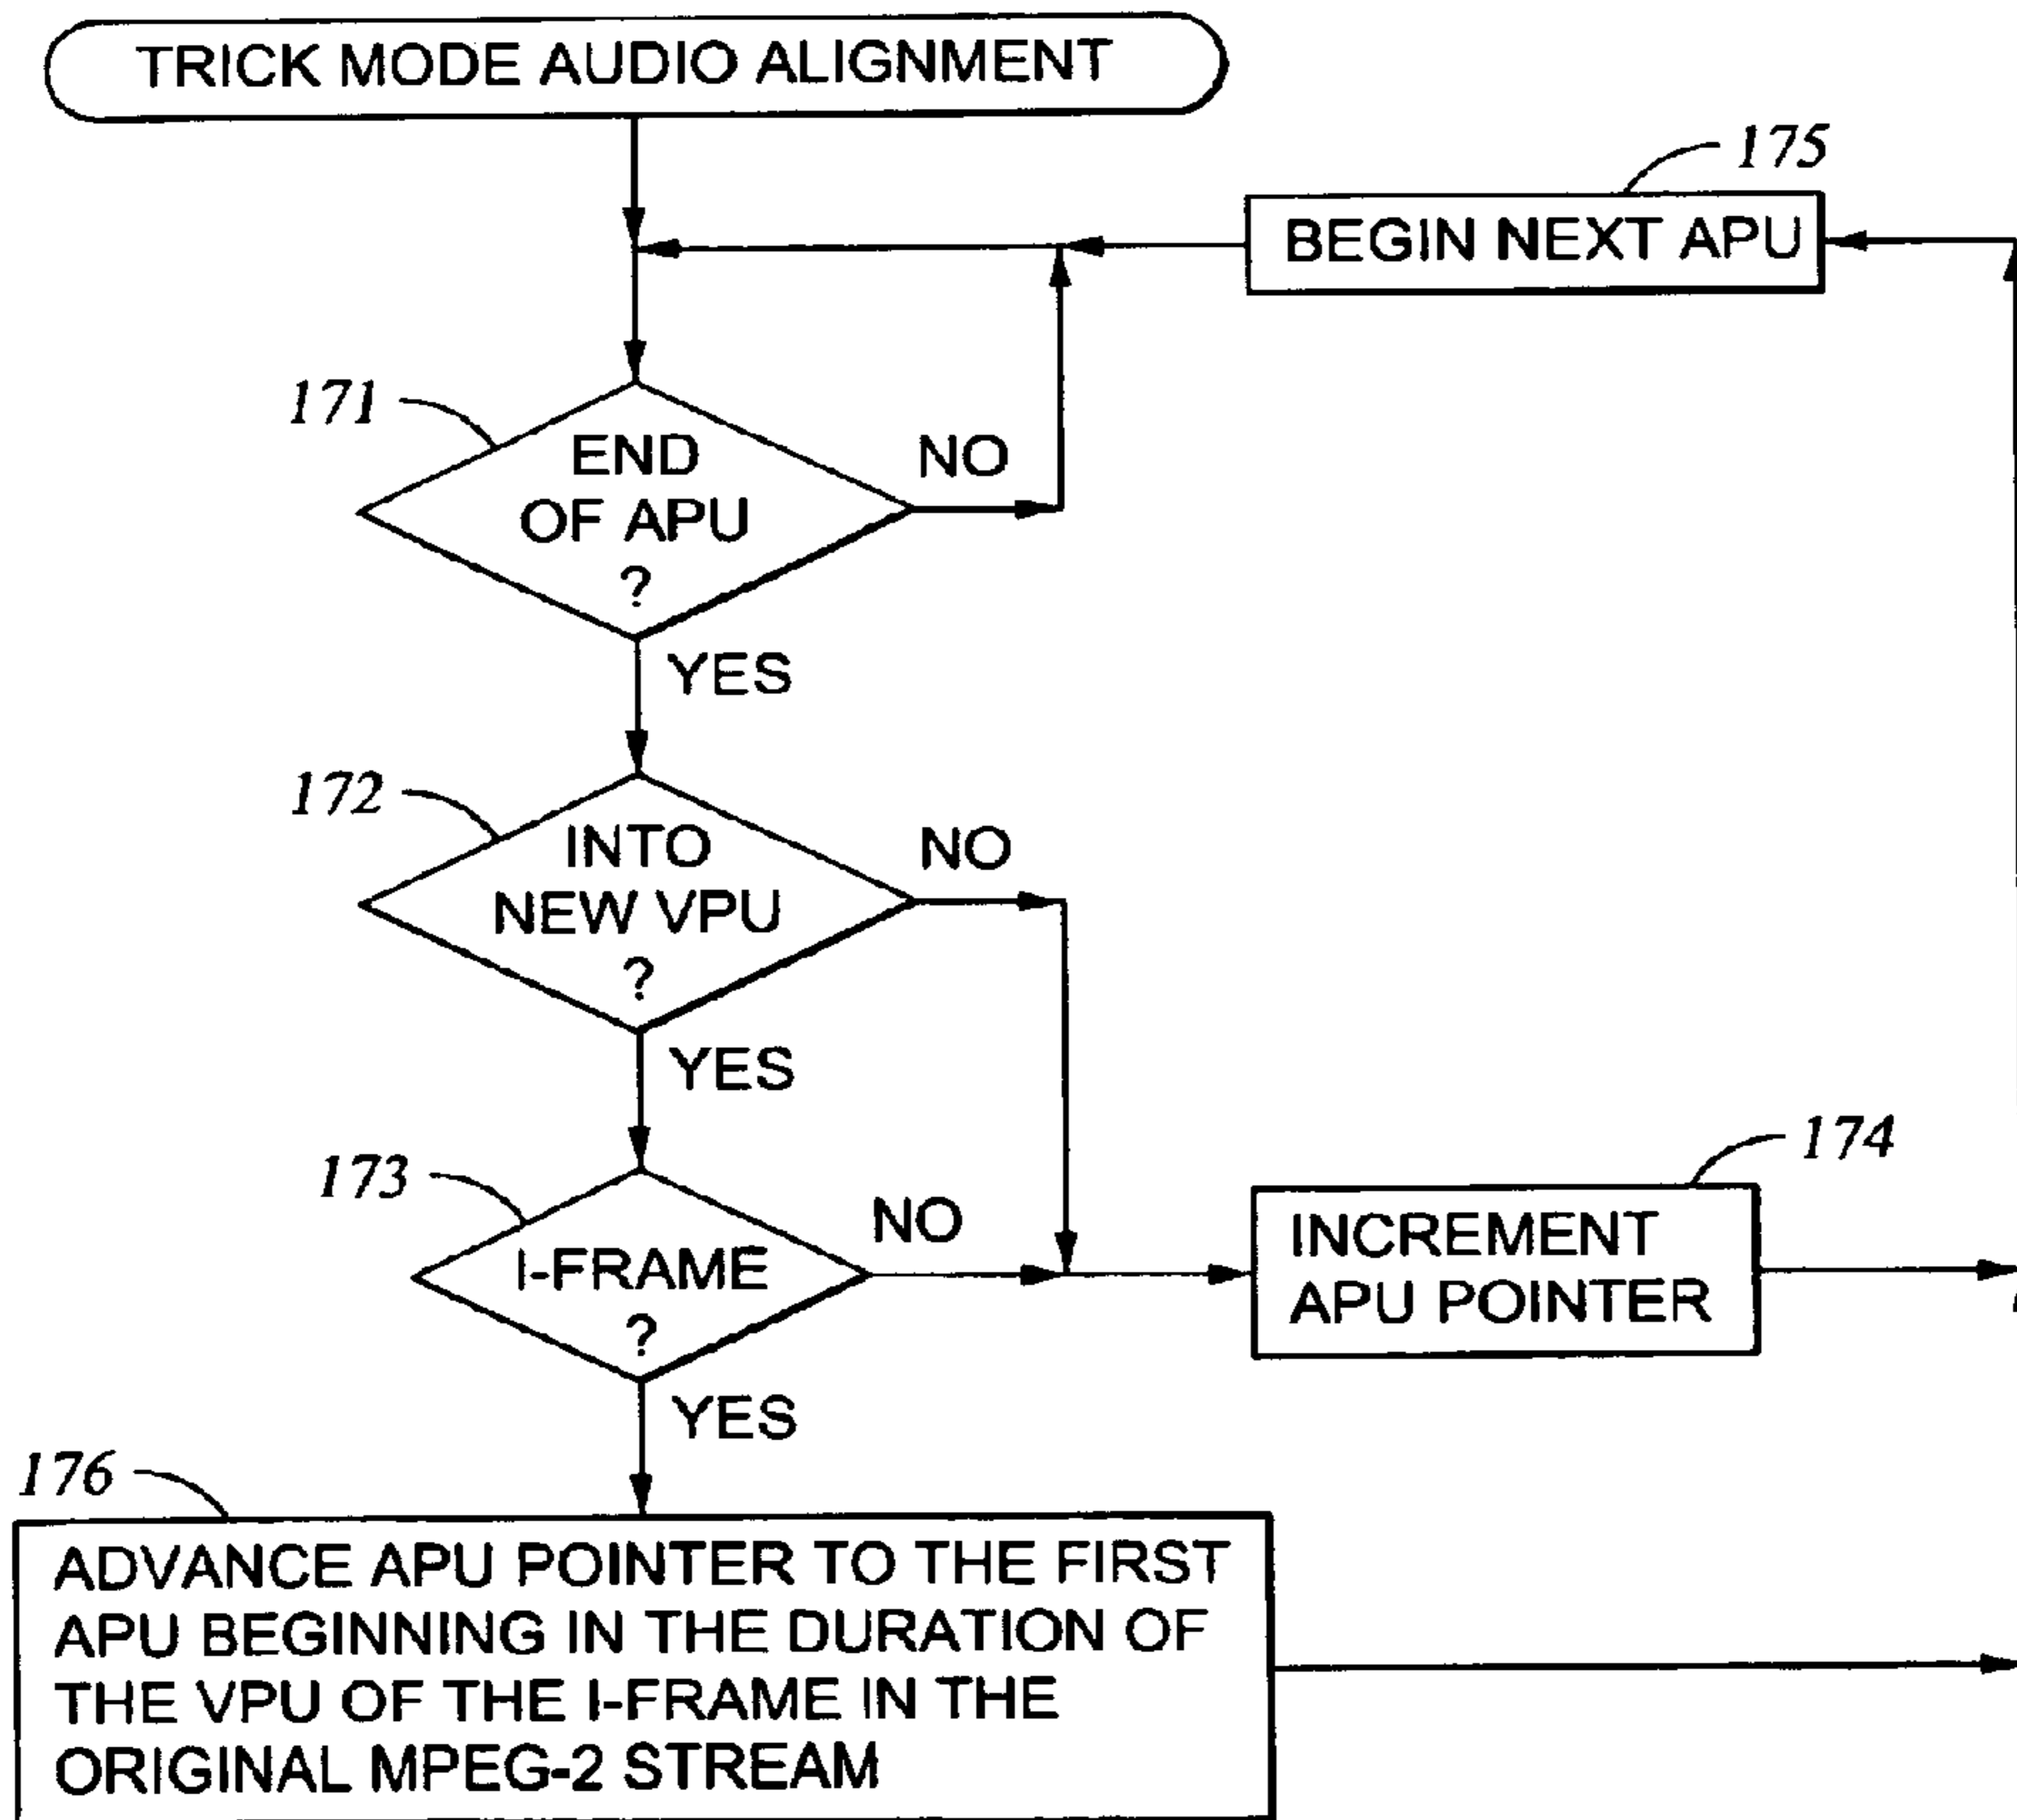 TRICK MODE AUDIO ALIGNMENT
175
BEGIN NEXT APU
171
END
OF APU
?
NO
YES
172
INTO
NEW VPU
?
NO
YES
173
I-FRAME
?
NO
174
INCREMENT
APU POINTER
YES
176
ADVANCE APU POINTER TO THE FIRST
APU BEGINNING IN THE DURATION OF
THE VPU OF THE I-FRAME IN THE
ORIGINAL MPEG-2 STREAM